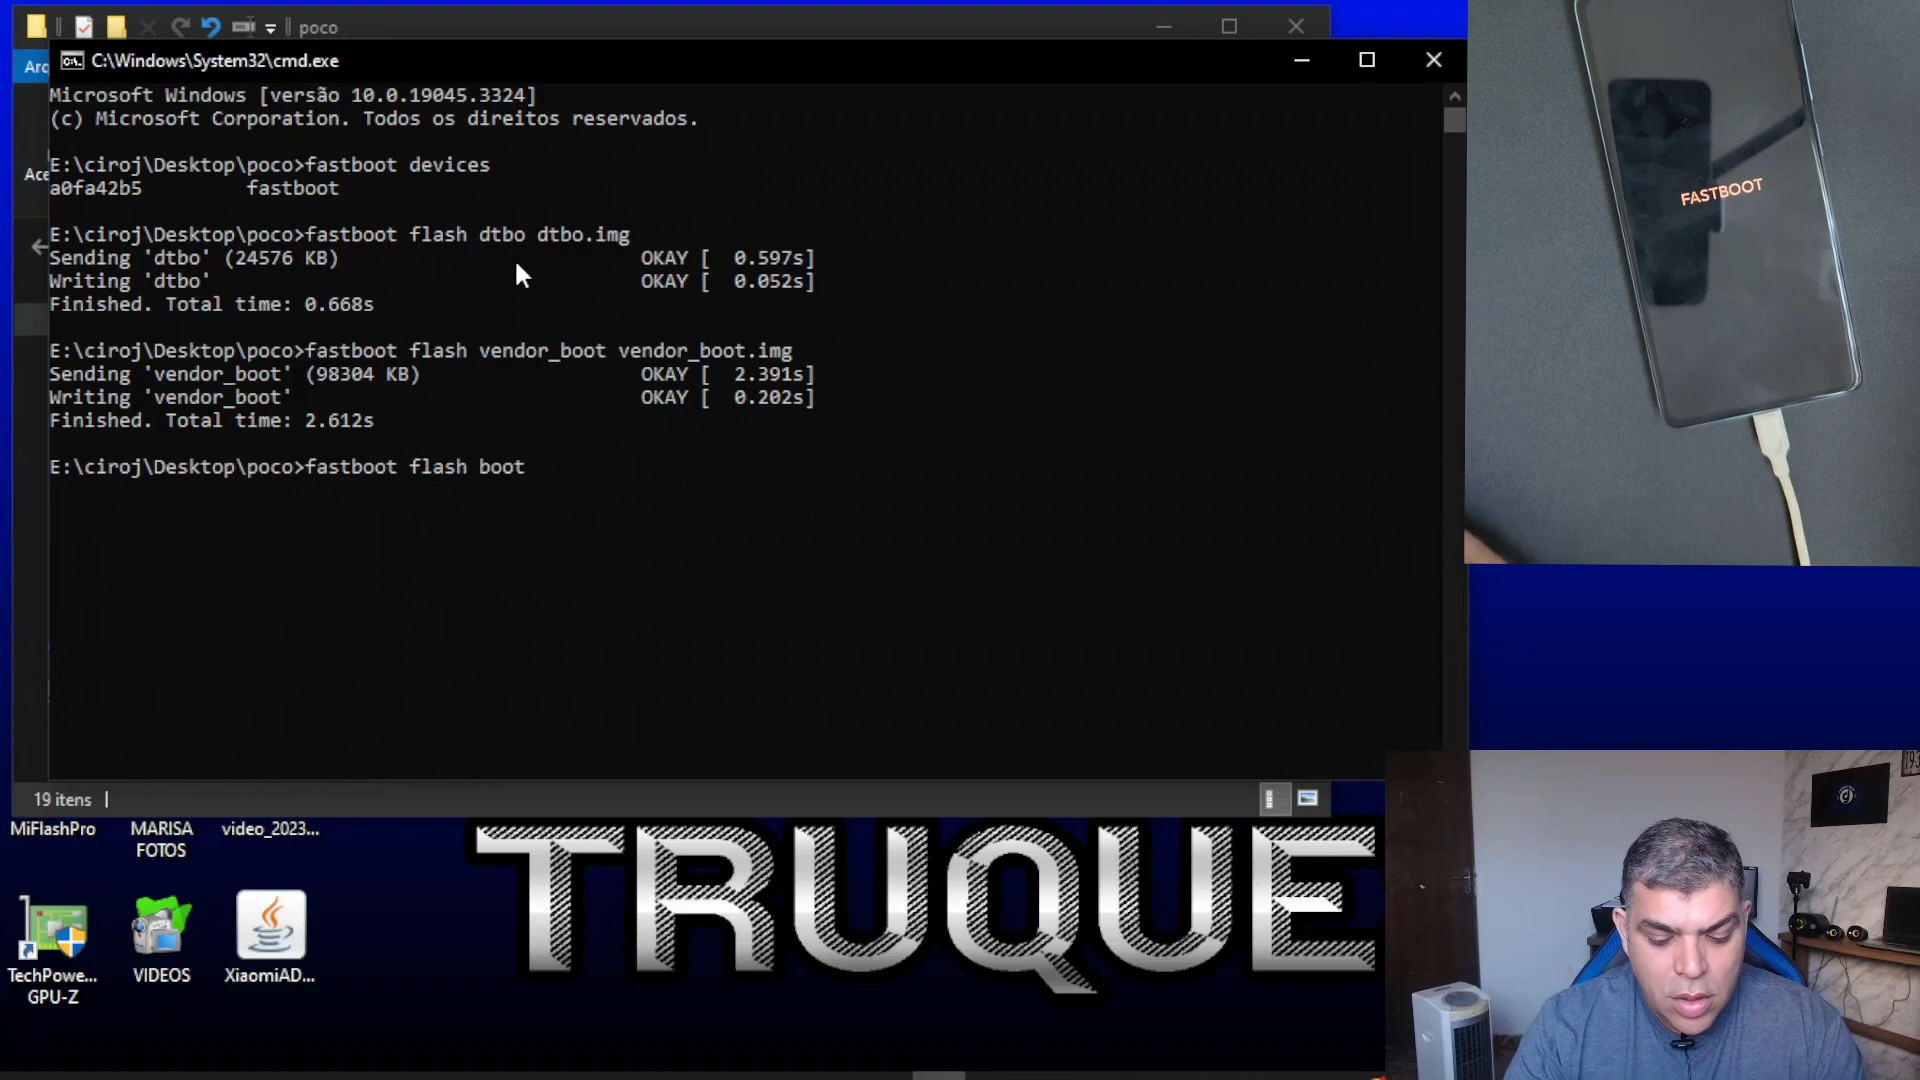 poco
Arq
C:\Windows\System32\cmd.exe
Microsoft Windows [versão 10.0.19045.3324]
(c) Microsoft Corporation. Todos os direitos reservados.
Ace
E:\ciroj\Desktop\poco>fastboot devices
a0fa42b5 fastboot
E:\ciroj\Desktop\poco>fastboot flash dtbo dtbo.img
Sending 'dtbo' (24576 KB) OKAY [ 0.597s]
Writing 'dtbo' OKAY [ 0.052s]
Finished. Total time: 0.668s
E:\ciroj\Desktop\poco>fastboot flash vendor_boot vendor_boot.img
Sending 'vendor_boot' (98304 KB) OKAY [ 2.391s]
Writing 'vendor_boot' OKAY [ 0.202s]
Finished. Total time: 2.612s
E:\ciroj\Desktop\poco>fastboot flash boot
FASTBOOT
19 itens
MiFlashPro
MARISA
FOTOS
video_2023...
TRUQUE
TechPowe...
GPU-Z
VIDEOS
XiaomiAD...